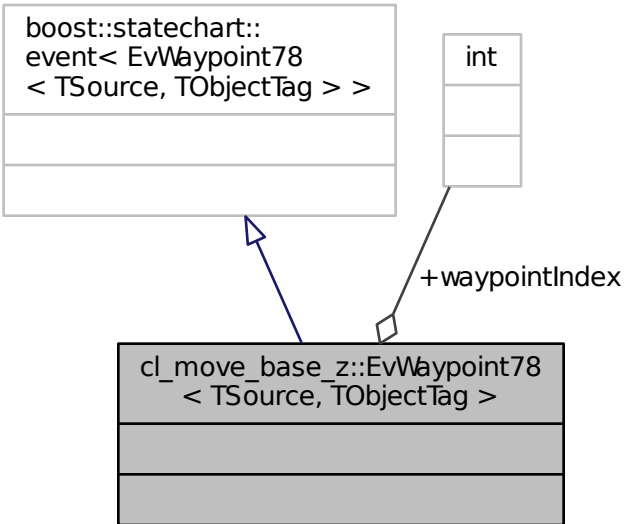 boost::statechart::
event< EvWaypoint78
< TSource, TObjectTag > >
int
+waypointIndex
cl_move_base_z::EvWaypoint78
< TSource, TObjectTag >